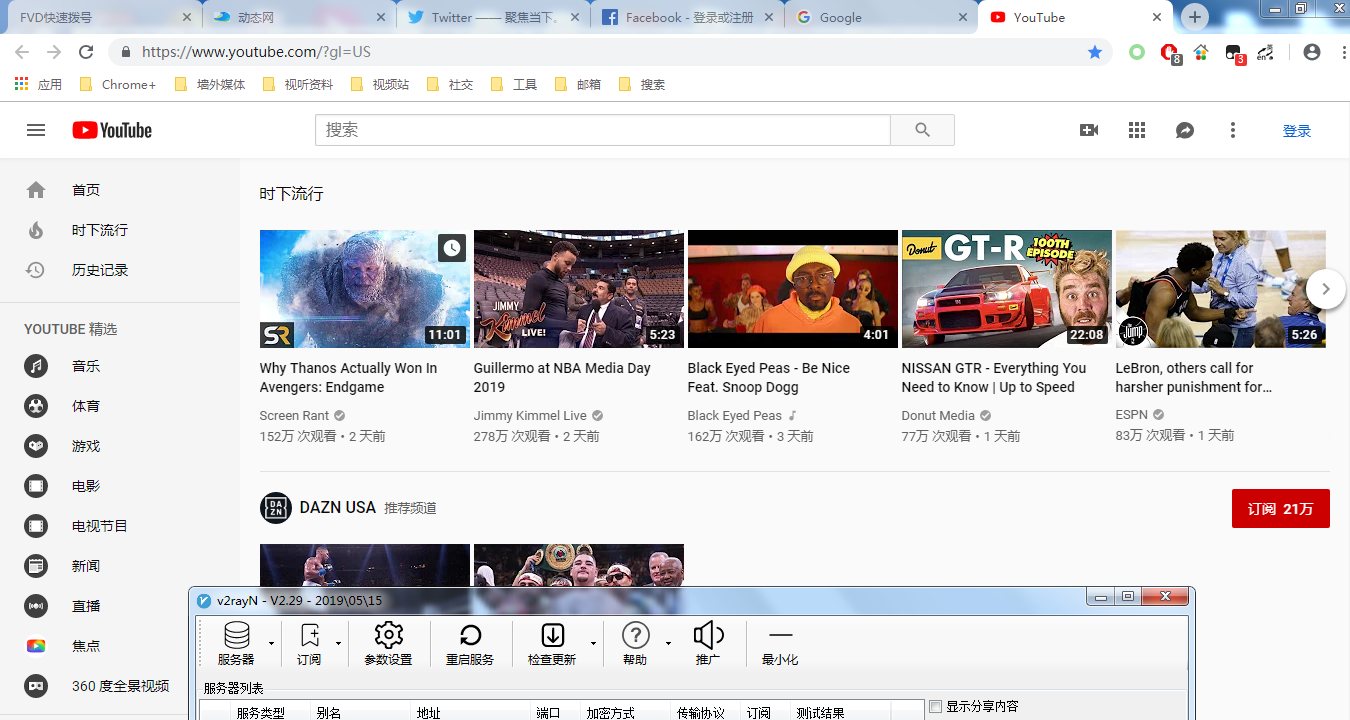 FVD快速拨号
动态网
Twitter —— 聚焦当下。
Facebook - 登录或注册
Google
YouTube
https://www.youtube.com/?gl=US
8
3
en
应用
Chrome+
墙外媒体
视听资料
视频站
社交
工具
邮箱
搜索
YouTube
搜索
登录
首页
时下流行
历史记录
YOUTUBE 精选
音乐
体育
游戏
电影
电视节目
新闻
直播
焦点
360 度全景视频
时下流行
SR
11:01
JIMMY
Kimmel
LIVE!
5:23
4:01
Donut
GT-R
100TH
EPISODE
22:08
the Jump
5:26
Why Thanos Actually Won In
Avengers: Endgame
Screen Rant
152万 次观看 • 2 天前
Guillermo at NBA Media Day
2019
Jimmy Kimmel Live
278万 次观看 • 2 天前
Black Eyed Peas - Be Nice
Feat. Snoop Dogg
Black Eyed Peas
162万 次观看 • 3 天前
NISSAN GTR - Everything You
Need to Know | Up to Speed
Donut Media
77万 次观看 • 1 天前
LeBron, others call for
harsher punishment for…
ESPN
83万 次观看 • 1 天前
DA
ZN
DAZN USA 推荐频道
订阅 21万
v2rayN - V2.29 - 2019\05\15
服务器
订阅
参数设置
重启服务
检查更新
帮助
推广
最小化
服务器列表
服务类型 别名 地址 端口 加密方式 传输协议 订阅 测试结果
显示分享内容